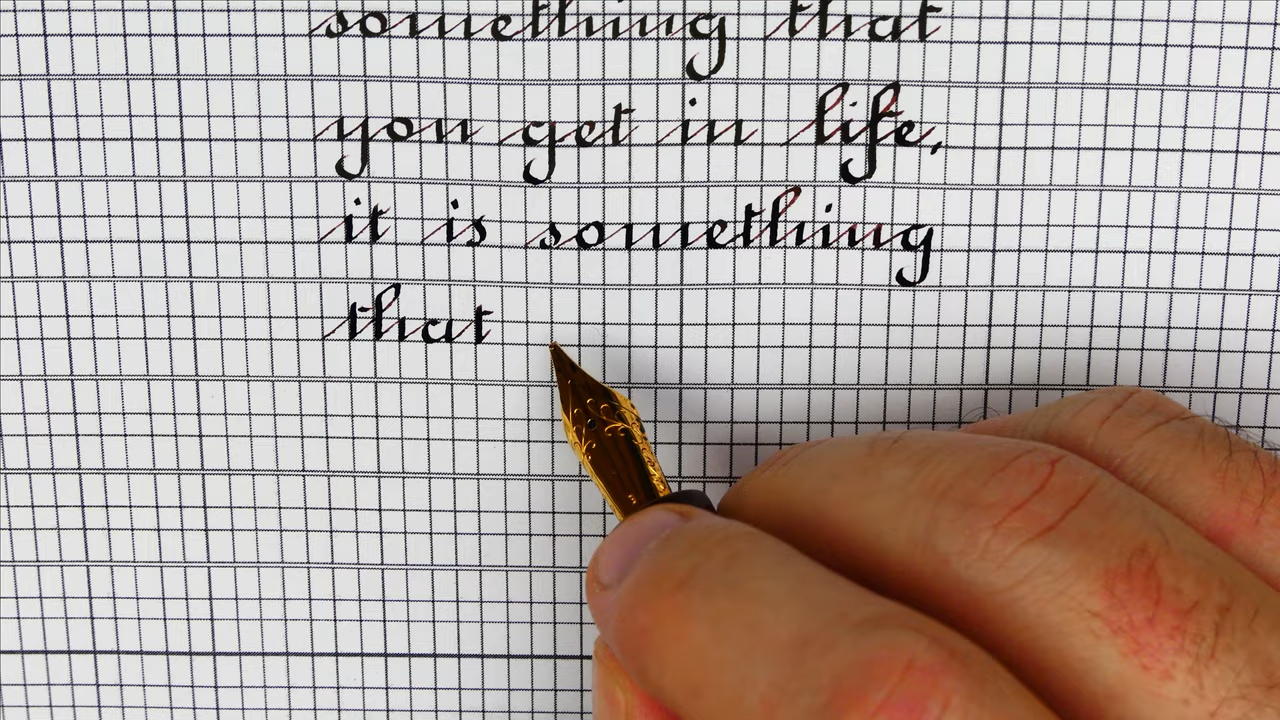 something that
you get in life,
it is something
that